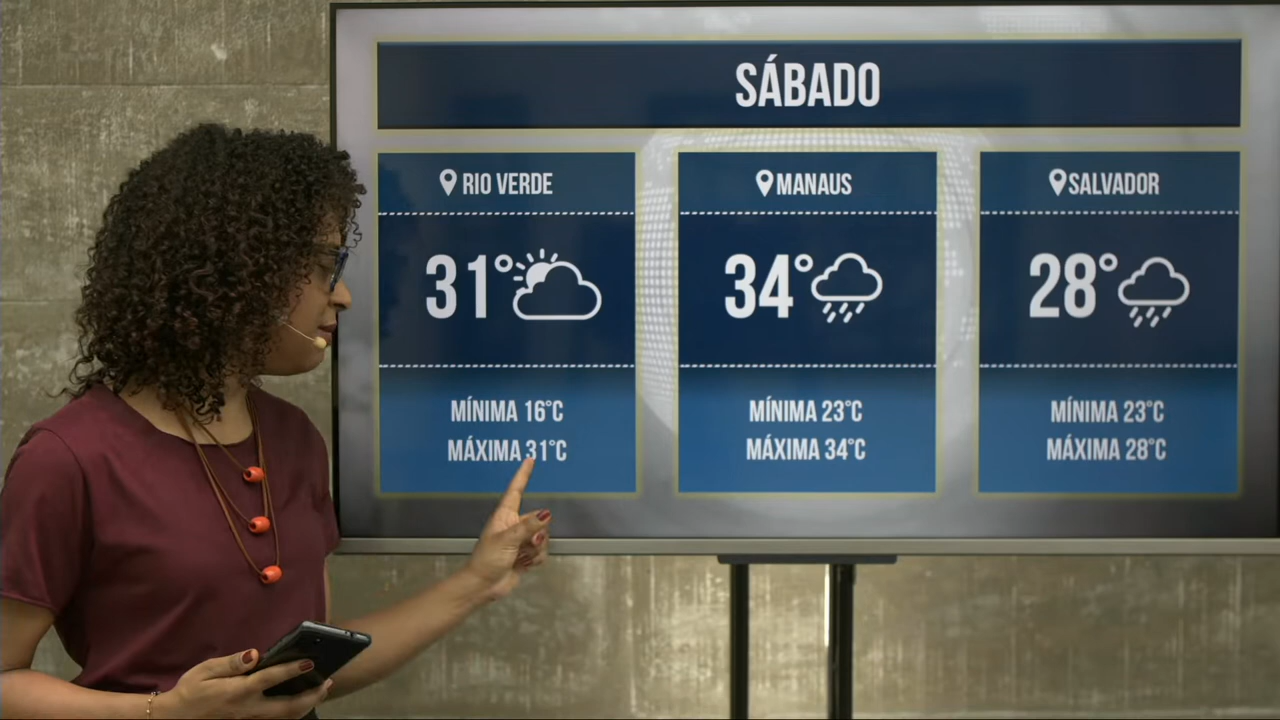 SÁBADO
RIO VERDE
31°
MÍNIMA 16°C
MÁXIMA 31°C
MANAUS
34°
MÍNIMA 23°C
MÁXIMA 34°C
SALVADOR
28°
MÍNIMA 23°C
MÁXIMA 28°C